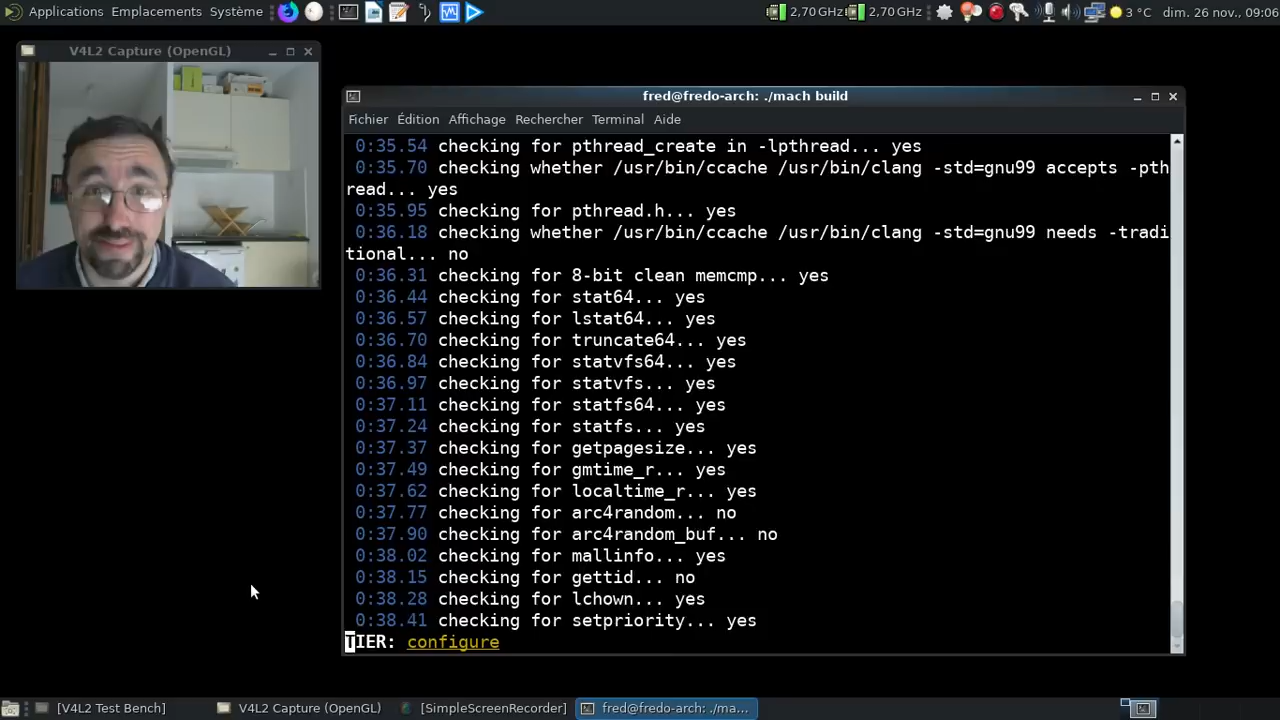 Applications Emplacements Système
2,70 GHz 2,70 GHz 3 °C dim. 26 nov., 09:06
V4L2 Capture (OpenGL)
fred@fredo-arch: ./mach build
Fichier Édition Affichage Rechercher Terminal Aide
0:35.54 checking for pthread_create in -lpthread... yes
0:35.70 checking whether /usr/bin/ccache /usr/bin/clang -std=gnu99 accepts -pth
read... yes
0:35.95 checking for pthread.h... yes
0:36.18 checking whether /usr/bin/ccache /usr/bin/clang -std=gnu99 needs -tradi
tional... no
0:36.31 checking for 8-bit clean memcmp... yes
0:36.44 checking for stat64... yes
0:36.57 checking for lstat64... yes
0:36.70 checking for truncate64... yes
0:36.84 checking for statvfs64... yes
0:36.97 checking for statvfs... yes
0:37.11 checking for statfs64... yes
0:37.24 checking for statfs... yes
0:37.37 checking for getpagesize... yes
0:37.49 checking for gmtime_r... yes
0:37.62 checking for localtime_r... yes
0:37.77 checking for arc4random... no
0:37.90 checking for arc4random_buf... no
0:38.02 checking for mallinfo... yes
0:38.15 checking for gettid... no
0:38.28 checking for lchown... yes
0:38.41 checking for setpriority... yes
TIER: configure
[V4L2 Test Bench] V4L2 Capture (OpenGL) [SimpleScreenRecorder] fred@fredo-arch: ./ma...